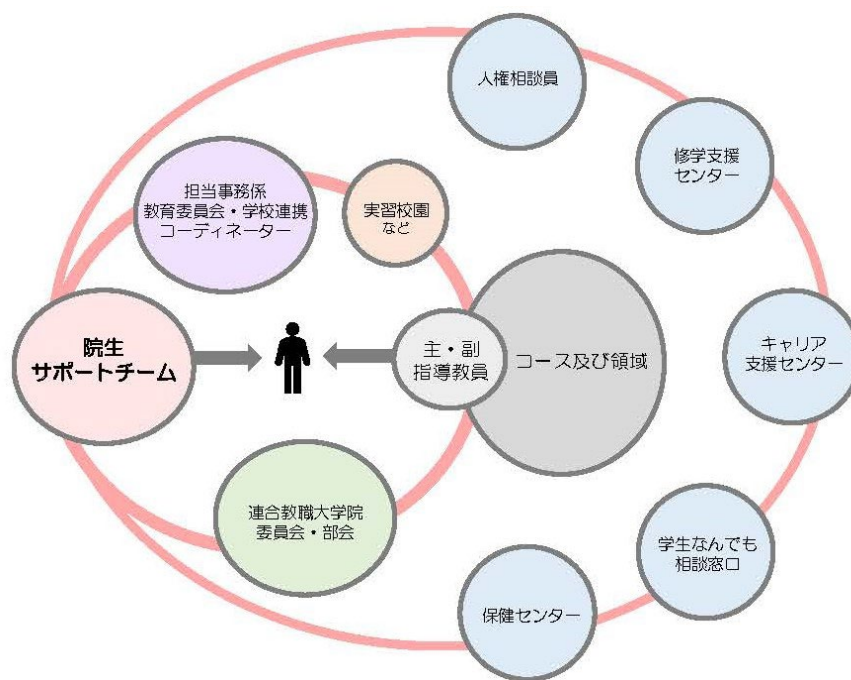 人権相談員
修学支援
センター
担当事務係
教育委員会・学校連携
コーディネーター
実習校園
など
院生
サポートチーム
主・副
指導教員
コース及び領域
キャリア
支援センター
連合教職大学院
委員会・部会
学生なんでも
相談窓口
保健センター